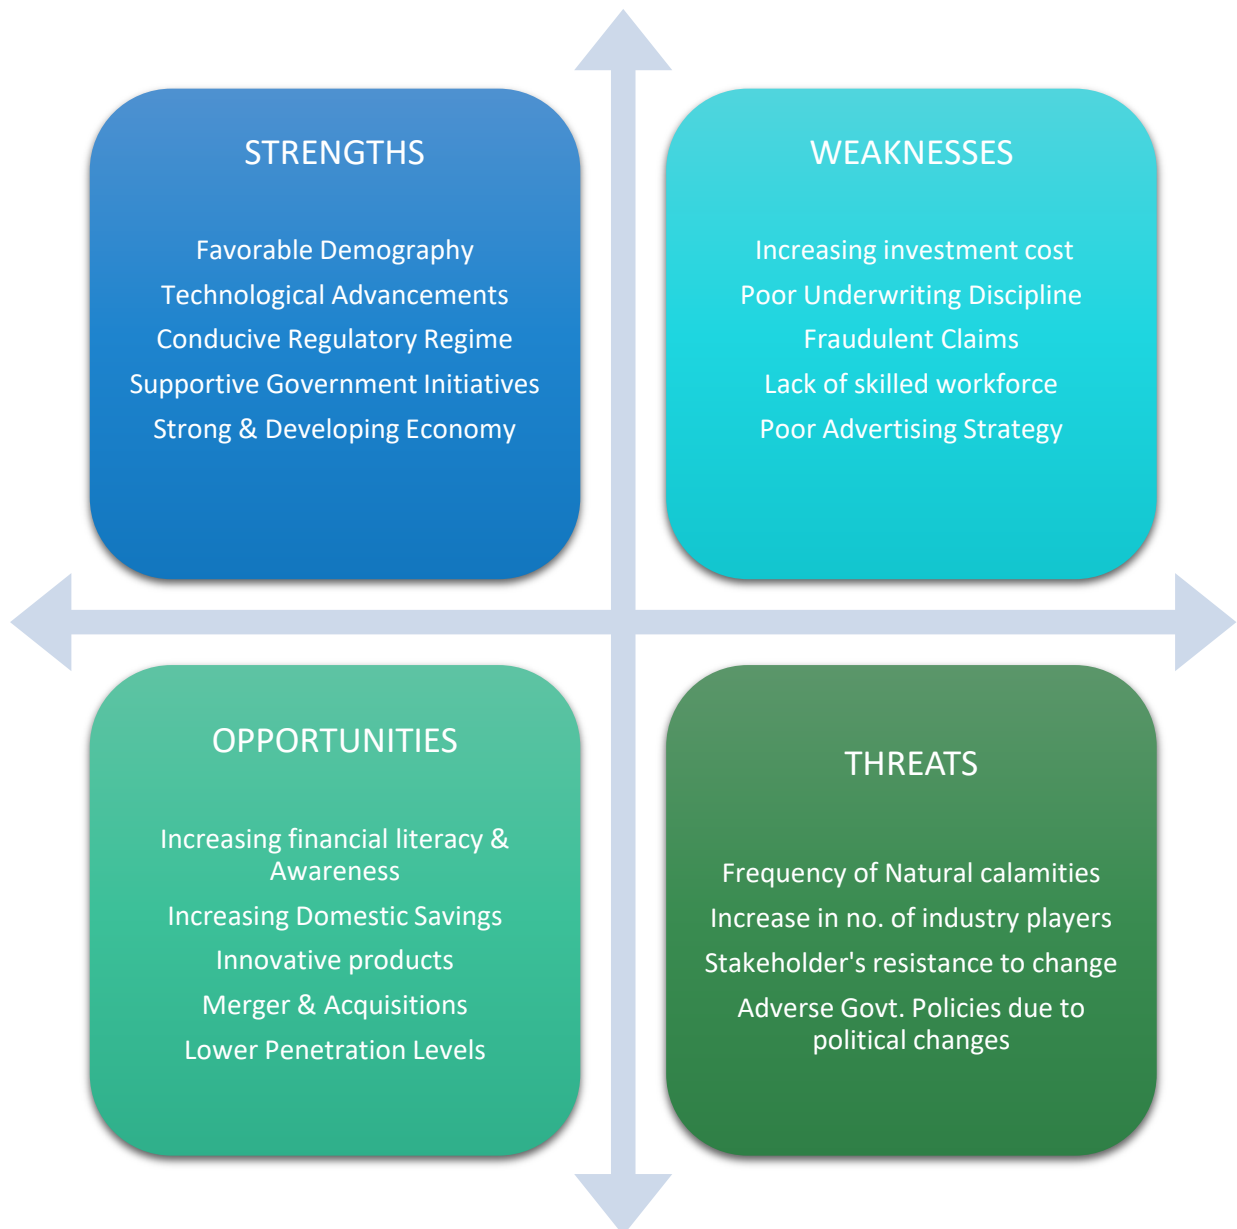 STRENGTHS
Favorable Demography
Technological Advancements
Conducive Regulatory Regime
Supportive Government Initiatives
Strong & Developing Economy
WEAKNESSES
Increasing investment cost
Poor Underwriting Discipline
Fraudulent Claims
Lack of skilled workforce
Poor Advertising Strategy
OPPORTUNITIES
Increasing financial literacy &
Awareness
Increasing Domestic Savings
Innovative products
Merger & Acquisitions
Lower Penetration Levels
THREATS
Frequency of Natural calamities
Increase in no. of industry players
Stakeholder's resistance to change
Adverse Govt. Policies due to
political changes